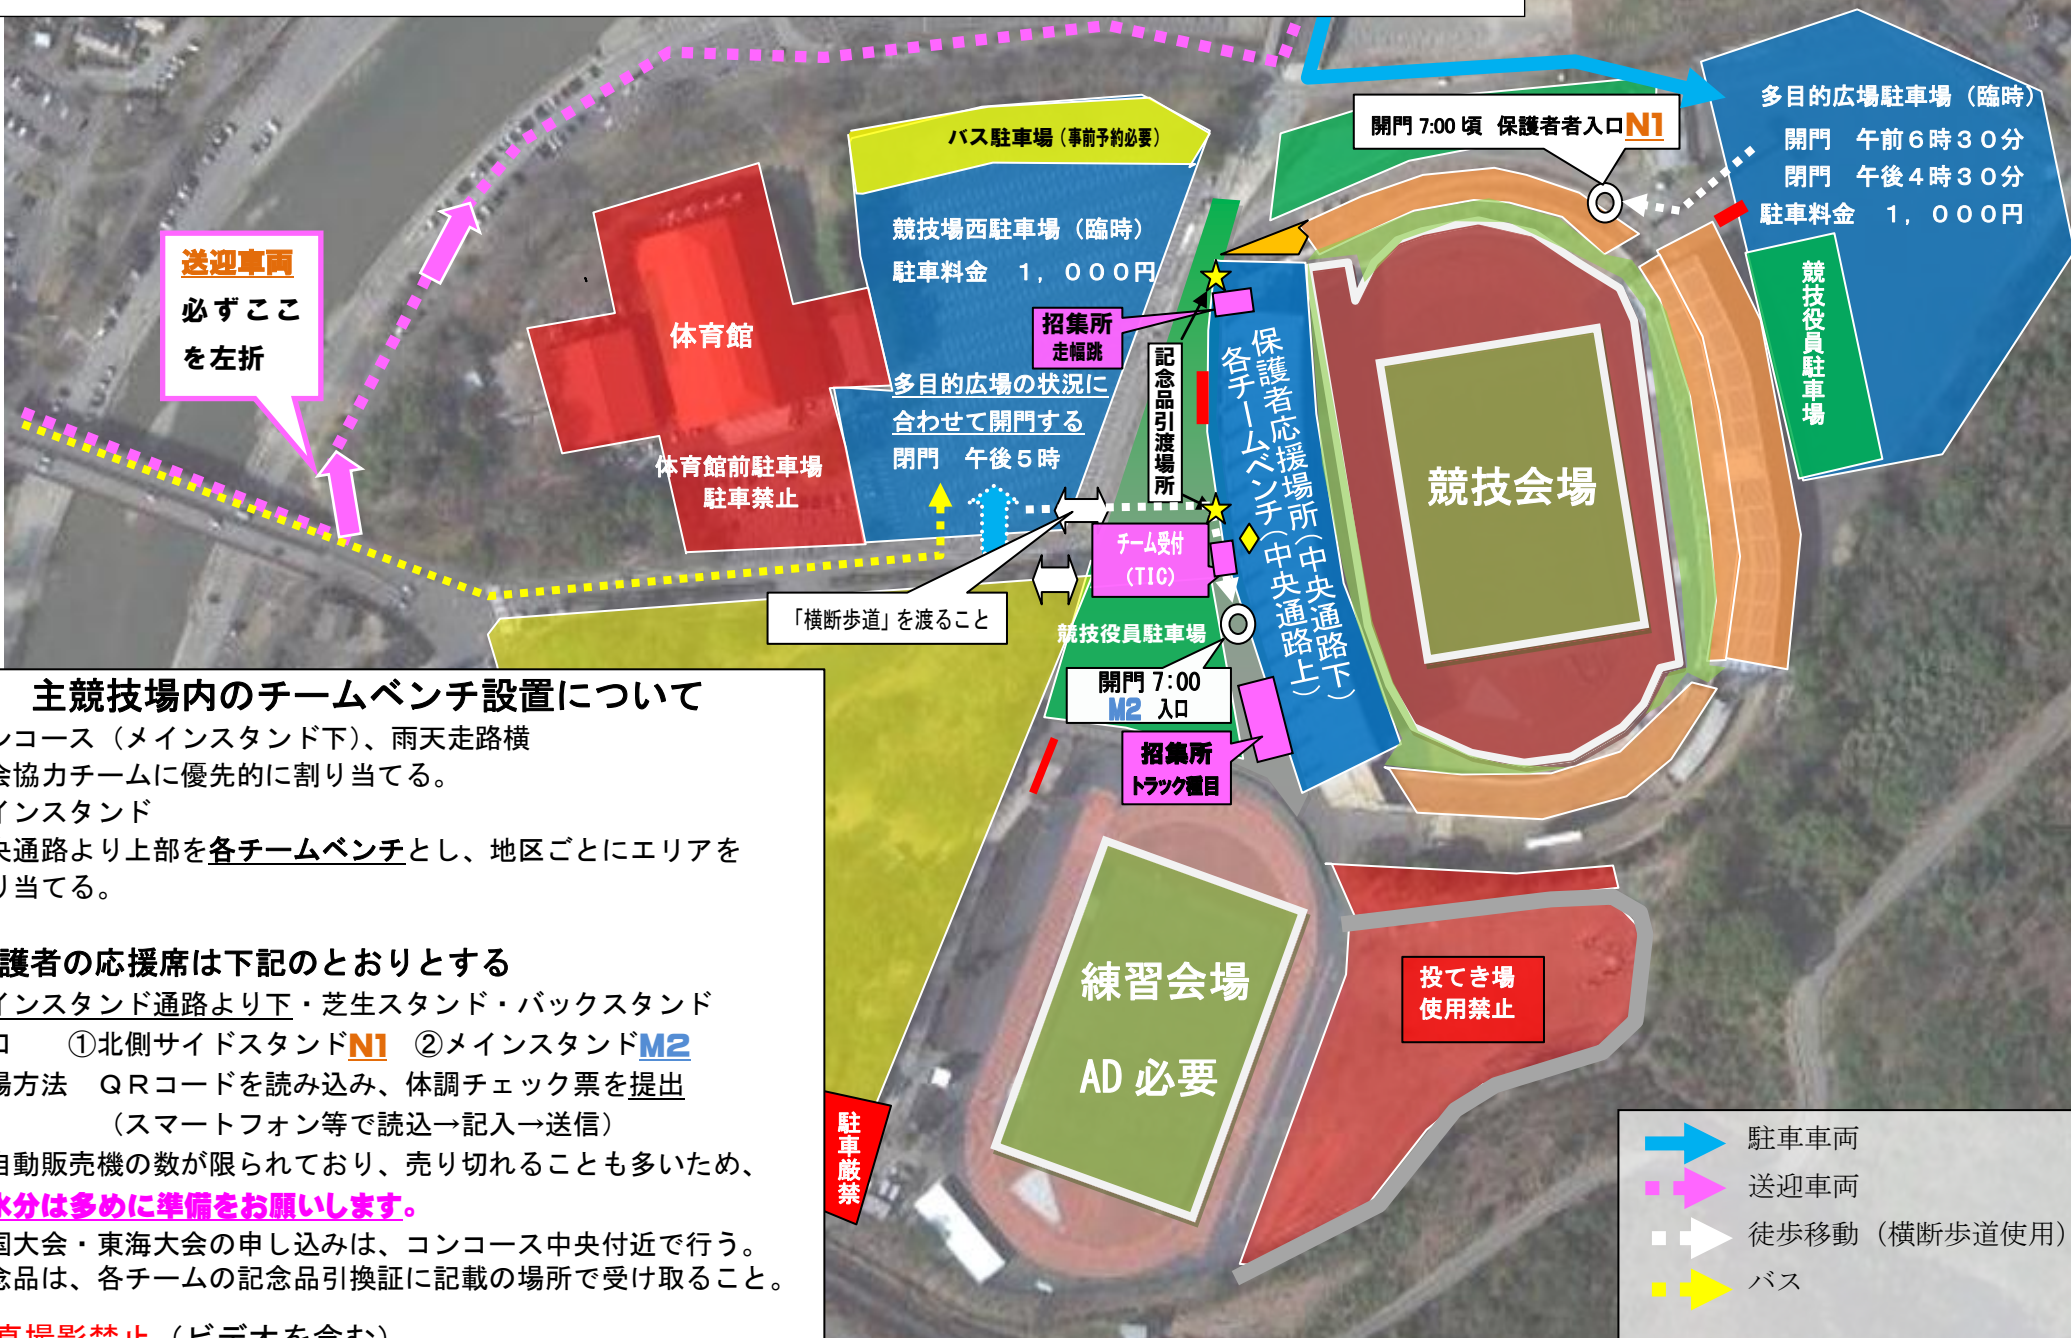 バス駐車場（事前予約必要）
開門 7:00 頃 保護者者入口N1
多目的広場駐車場（臨時）
開門 午前６時３０分
閉門 午後４時３０分
駐車料金 １，０００円
競技役員駐車場
競技場西駐車場（臨時）
駐車料金 １，０００円
多目的広場の状況に
合わせて開門する
閉門 午後５時
送迎車両
必ずここ
を左折
体育館
体育館前駐車場
駐車禁止
招集所
走幅跳
記念品引渡場所
保護者応援場所（中央通路下）
各チームベンチ（中央通路上）
競技会場
チーム受付
（TIC）
「横断歩道」を渡ること
競技役員駐車場
開門 7:00
M2 入口
招集所
トラック種目
練習会場
AD 必要
投てき場
使用禁止
駐車厳禁
主競技場内のチームベンチ設置について
ンコース（メインスタンド下）、雨天走路横
会協力チームに優先的に割り当てる。
インスタンド
央通路より上部を各チームベンチとし、地区ごとにエリアを
り当てる。
護者の応援席は下記のとおりとする
インスタンド通路より下・芝生スタンド・バックスタンド
口 ①北側サイドスタンドN1 ②メインスタンドM2
場方法 ＱＲコードを読み込み、体調チェック票を提出
（スマートフォン等で読込→記入→送信）
自動販売機の数が限られており、売り切れることも多いため、
水分は多めに準備をお願いします。
国大会・東海大会の申し込みは、コンコース中央付近で行う。
念品は、各チームの記念品引換証に記載の場所で受け取ること。
真撮影禁止（ビデオを含む）
駐車車両
送迎車両
徒歩移動（横断歩道使用）
バス